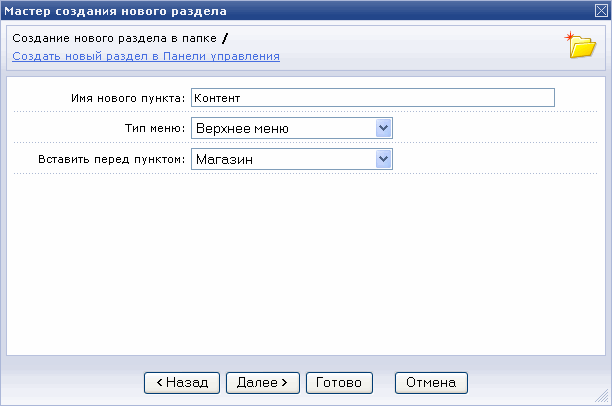 Мастер создания нового раздела
Создание нового раздела в папке /
Создать новый раздел в Панели управления
Имя нового пункта: Контент
Тип меню: Верхнее меню
Вставить перед пунктом: Магазин
< Назад Далее > Готово Отмена